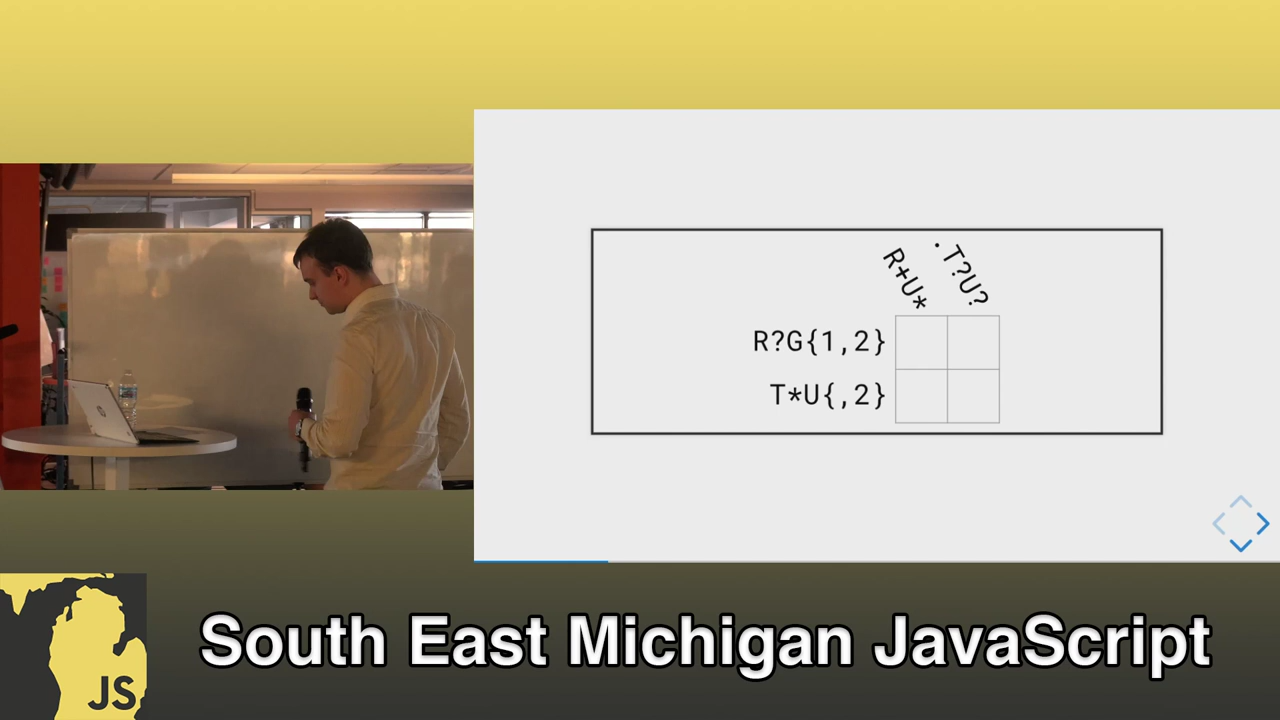 R+U*
.T?U?
R?G{1,2}
T*U{,2}
JS
South East Michigan JavaScript